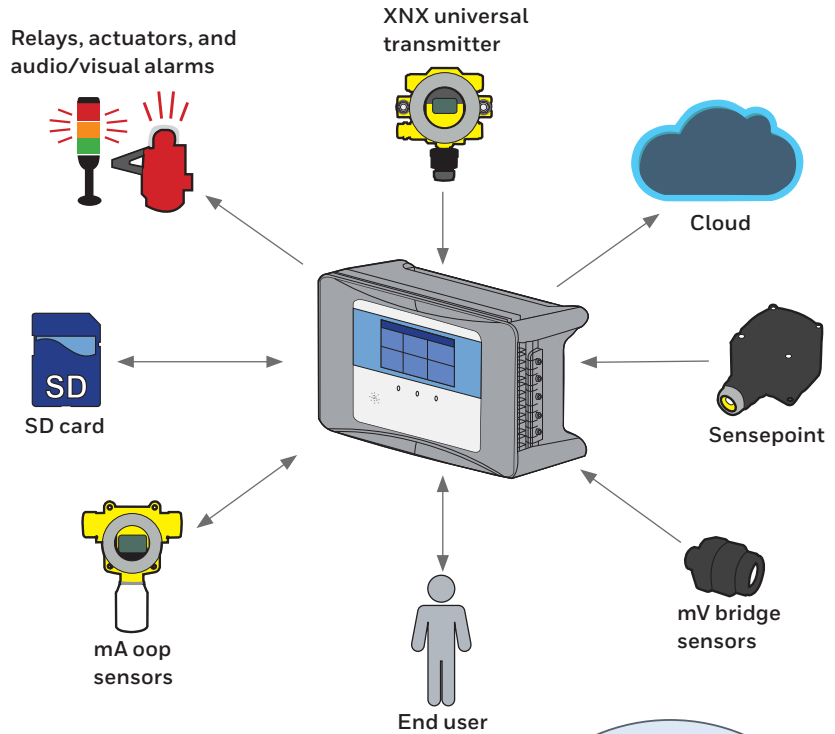 XNX universal
transmitter
Relays, actuators, and
audio/visual alarms
Cloud
SD
SD card
Sensepoint
mA oop
sensors
mV bridge
sensors
End user